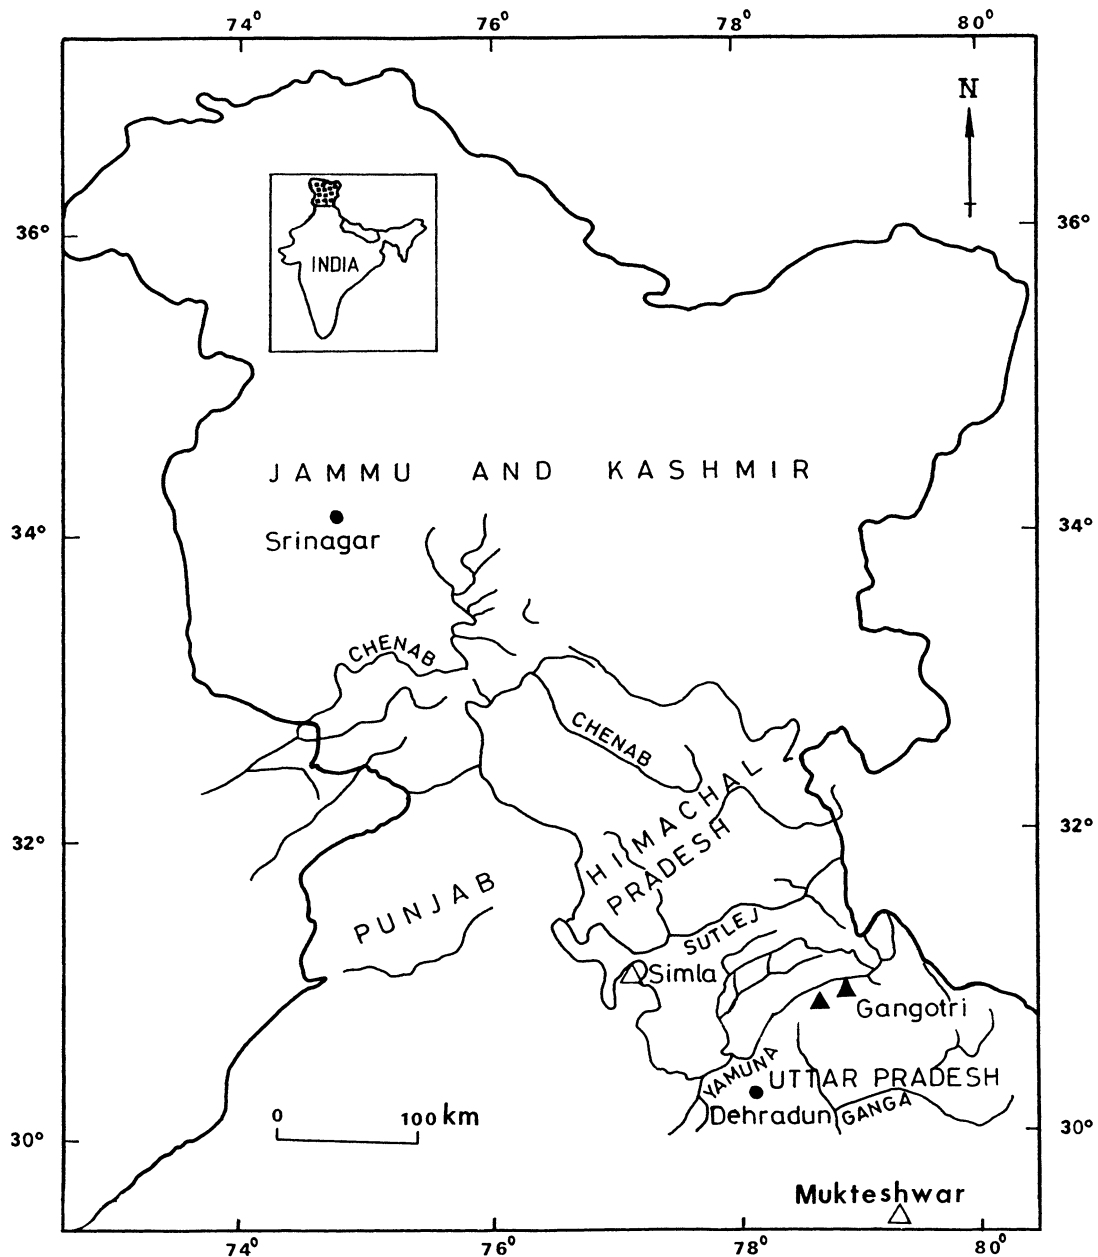 74° 76° 78° 80°
N
36° 36°
INDIA
JAMMU AND KASHMIR
Srinagar
34° 34°
CHENAB
CHENAB
HIMACHAL
PRADESH
32° 32°
PUNJAB
SUTLEJ
Simla
Gangotri
YAMUNA
UTTAR PRADESH
Dehradun
GANGA
0 100 km
30° 30°
Mukteshwar
74° 76° 78° 80°